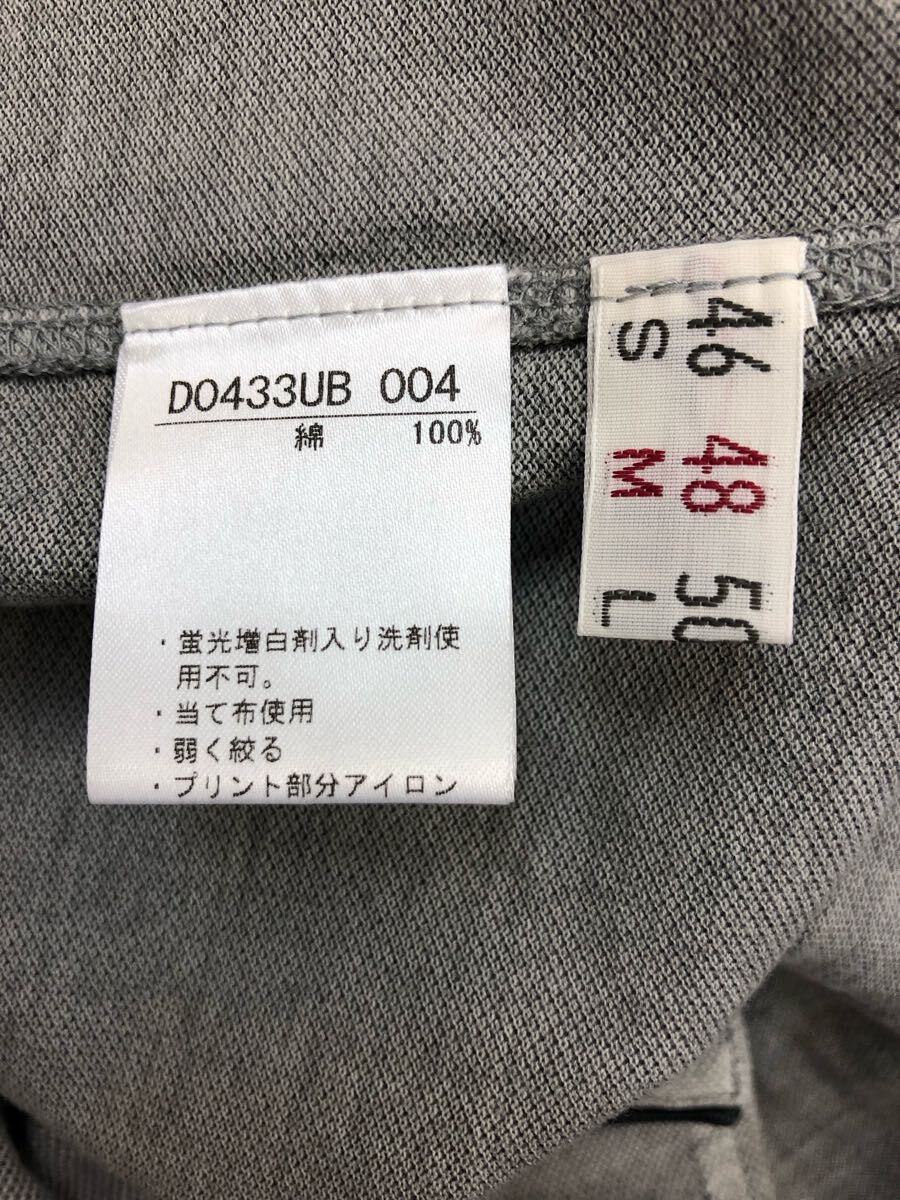 D0433UB 004
綿 100%
・蛍光増白剤入り洗剤使
用不可。
・当て布使用
・弱く絞る
・プリント部分アイロン
46 48 50
S M L